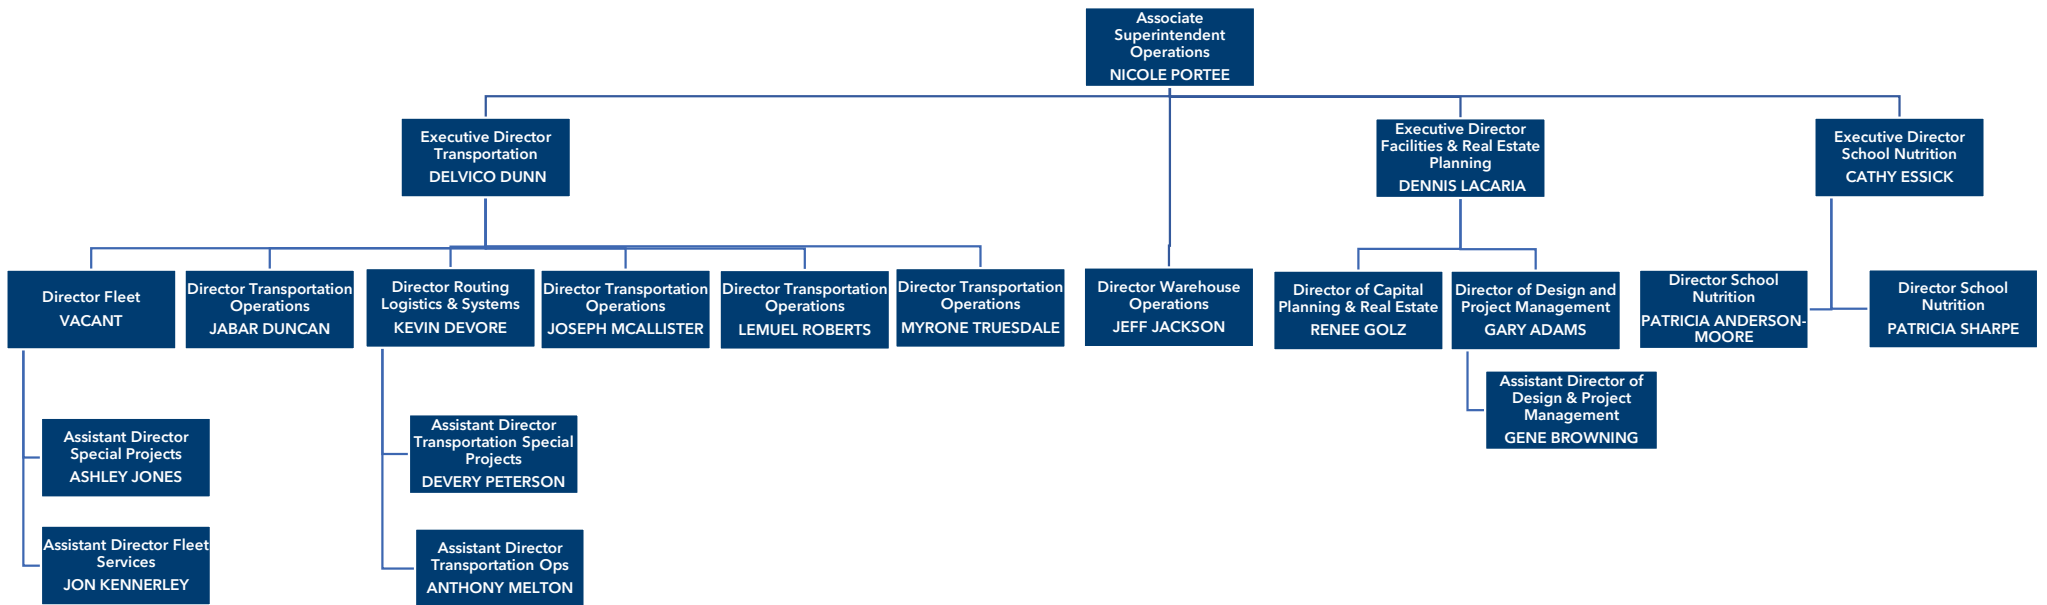 Associate
Superintendent
Operations
NICOLE PORTEE
Executive Director
Transportation
DELVICO DUNN
Executive Director
Facilities & Real Estate
Planning
DENNIS LACARIA
Executive Director
School Nutrition
CATHY ESSICK
Director Fleet
VACANT
Director Transportation
Operations
JABAR DUNCAN
Director Routing
Logistics & Systems
KEVIN DEVORE
Director Transportation
Operations
JOSEPH MCALLISTER
Director Transportation
Operations
LEMUEL ROBERTS
Director Transportation
Operations
MYRONE TRUESDALE
Director Warehouse
Operations
JEFF JACKSON
Director of Capital
Planning & Real Estate
RENEE GOLZ
Director of Design and
Project Management
GARY ADAMS
Director School
Nutrition
PATRICIA ANDERSON-
MOORE
Director School
Nutrition
PATRICIA SHARPE
Assistant Director
Special Projects
ASHLEY JONES
Assistant Director Fleet
Services
JON KENNERLEY
Assistant Director
Transportation Special
Projects
DEVERY PETERSON
Assistant Director
Transportation Ops
ANTHONY MELTON
Assistant Director of
Design & Project
Management
GENE BROWNING